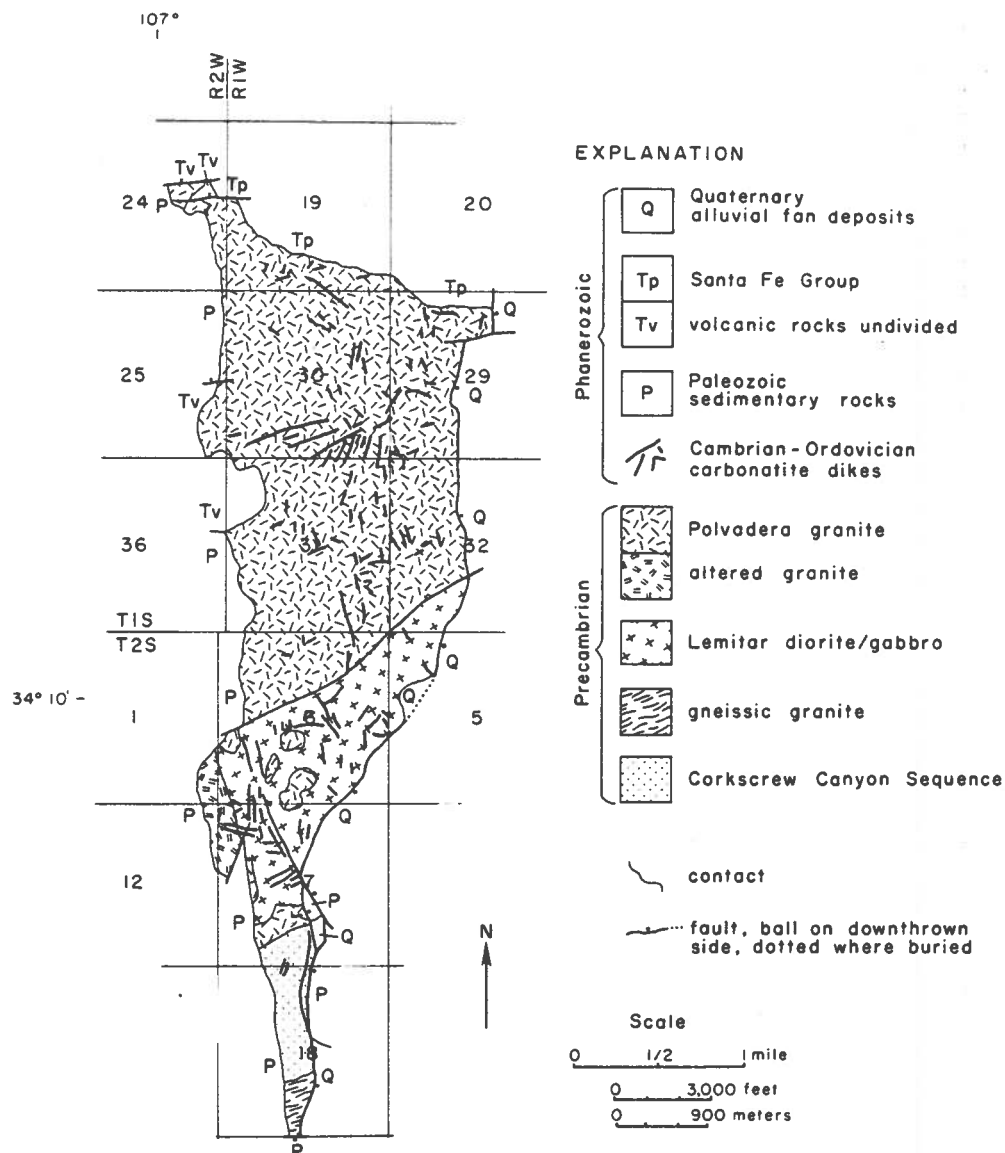 107°
R2W
R1W
Tv
Tv
Tp
24
P
19
20
Tp
Tp
Q
P
25
30
29
Q
Tv
Q
Tv
36
P
31
32
T1S
T2S
Q
34° 10'
P
1
6
Q
5
P
Q
12
7
P
P
Q
N
P
18
P
Q
P
EXPLANATION
Phanerozoic
Q
Quaternary
alluvial fan deposits
Tp
Santa Fe Group
Tv
volcanic rocks undivided
P
Paleozoic
sedimentary rocks
Cambrian-Ordovician
carbonatite dikes
Precambrian
Polvadera granite
altered granite
Lemitar diorite/gabbro
gneissic granite
Corkscrew Canyon Sequence
contact
fault, ball on downthrown
side, dotted where buried
Scale
0 1/2 1 mile
0 3,000 feet
0 900 meters